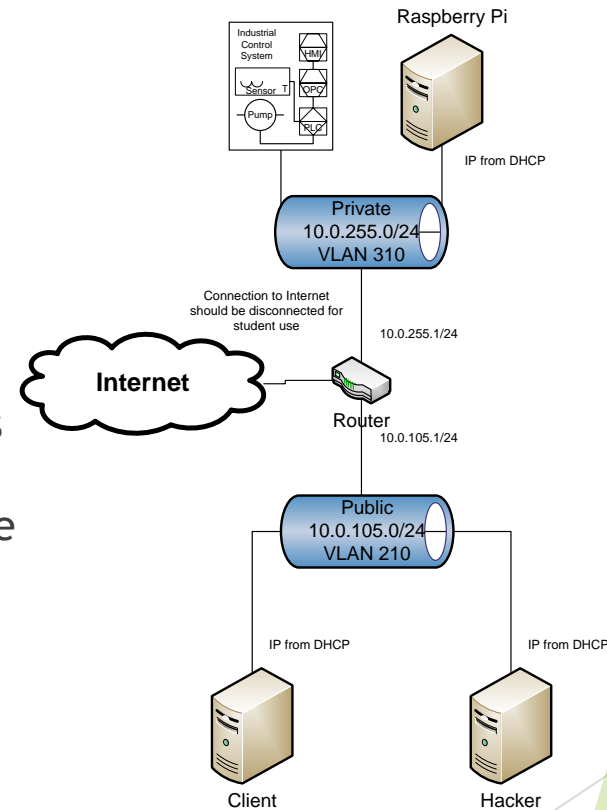 Raspberry Pi
Industrial
Control
System
HMI
Sensor T
OPC
Pump
PLC
IP from DHCP
Private
10.0.255.0/24
VLAN 310
Connection to Internet
should be disconnected for
student use
10.0.255.1/24
Internet
Router
10.0.105.1/24
Public
10.0.105.0/24
VLAN 210
IP from DHCP
IP from DHCP
Client
Hacker